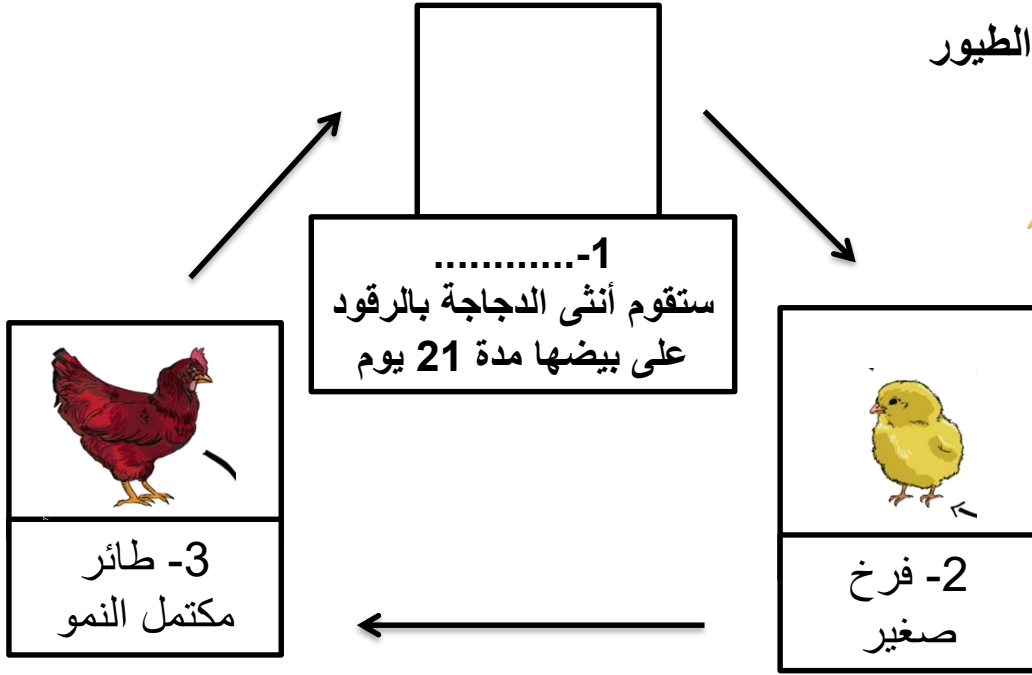 الطيور
1-............
ستقوم أنثى الدجاجة بالرقود
على بيضها مدة 21 يوم
2- فرخ
صغير
3- طائر
مكتمل النمو